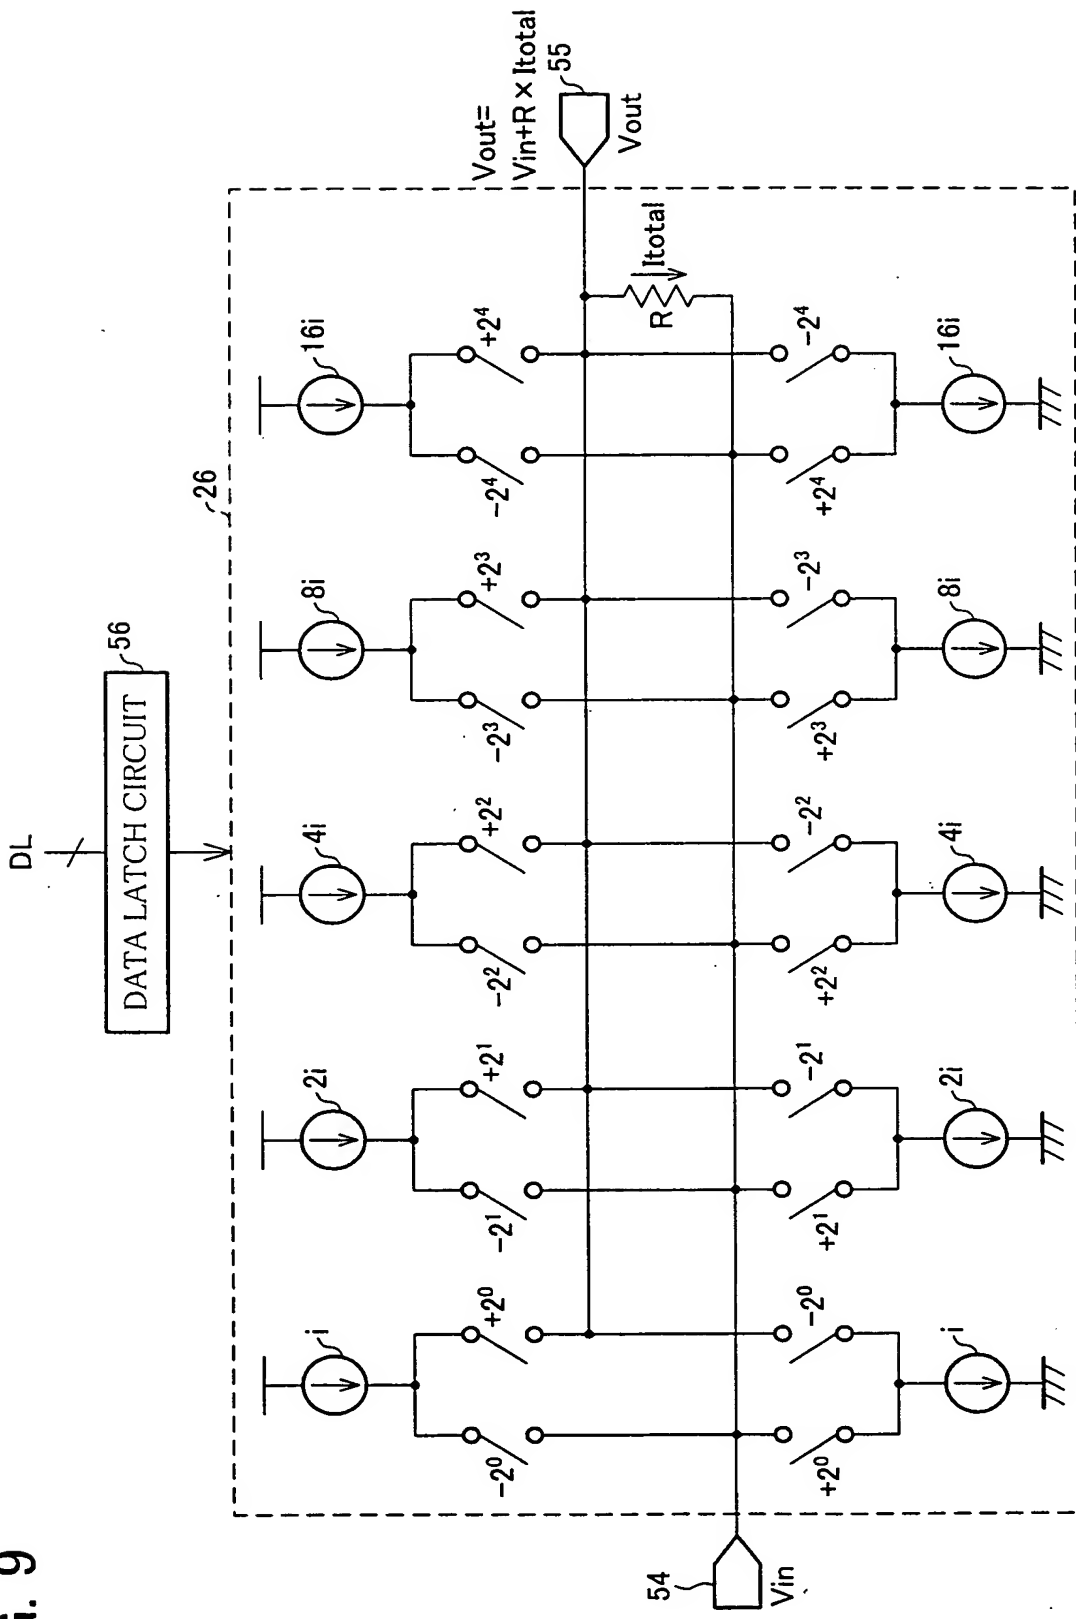 FIG. 9
DL
DATA LATCH CIRCUIT
56
26
i
2i
4i
8i
16i
-2⁰
+2⁰
-2¹
+2¹
-2²
+2²
-2³
+2³
-2⁴
+2⁴
Vout=
Vin+R×Itotal
55
Vout
R
Itotal
54
Vin
+2⁰
-2⁰
+2¹
-2¹
+2²
-2²
+2³
-2³
+2⁴
-2⁴
i
2i
4i
8i
16i